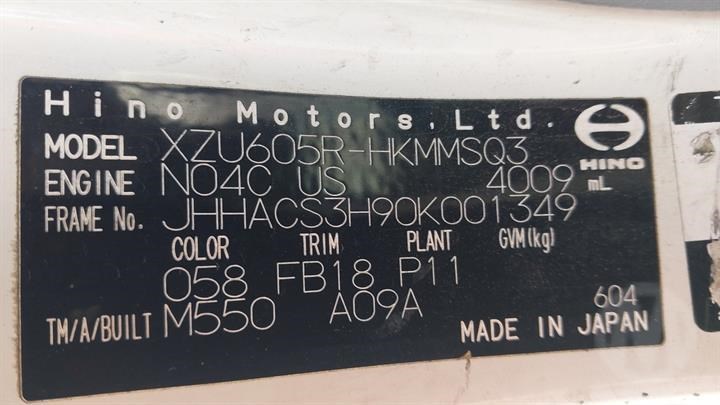 Hino Motors, Ltd.
MODEL XZU605R-HKMMSQ3
HINO
ENGINE N04C US 4009 mL
FRAME No. JHHACS3H90K001349
COLOR TRIM PLANT GVM(kg)
058 FB18 P11
TM/A/BUILT M550 A09A 604
MADE IN JAPAN